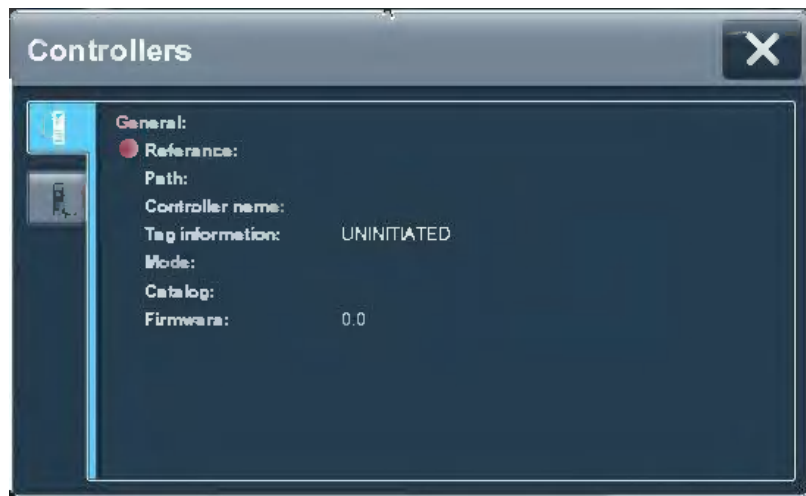 Controllers
General:
Reference:
Path:
Controller name:
Tag information: UNINITIATED
Mode:
Catalog:
Firmware: 0.0